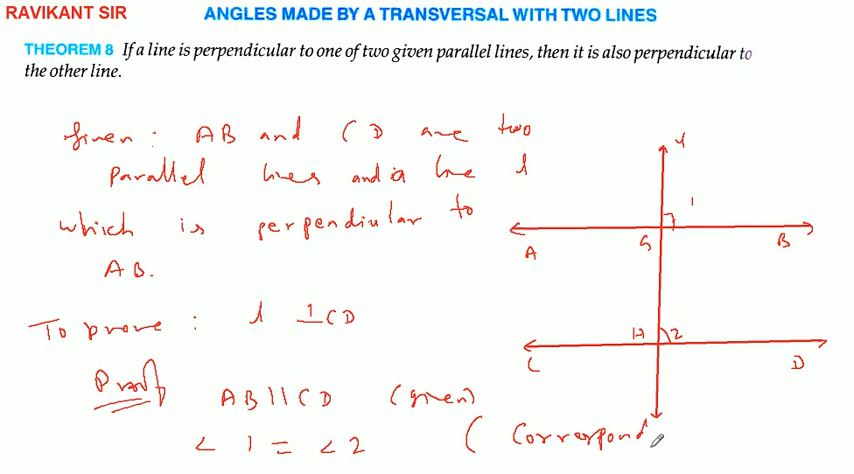 RAVIKANT SIR
ANGLES MADE BY A TRANSVERSAL WITH TWO LINES
THEOREM 8 If a line is perpendicular to one of two given parallel lines, then it is also perpendicular to
the other line.
Given : AB and CD are two
parallel lines and a line l
which is perpendiular to
AB.
To prove : l ⊥ CD
Proof
AB || CD (given)
∠ 1 = ∠ 2 ( Correspond
1
A G B
H 2
C D